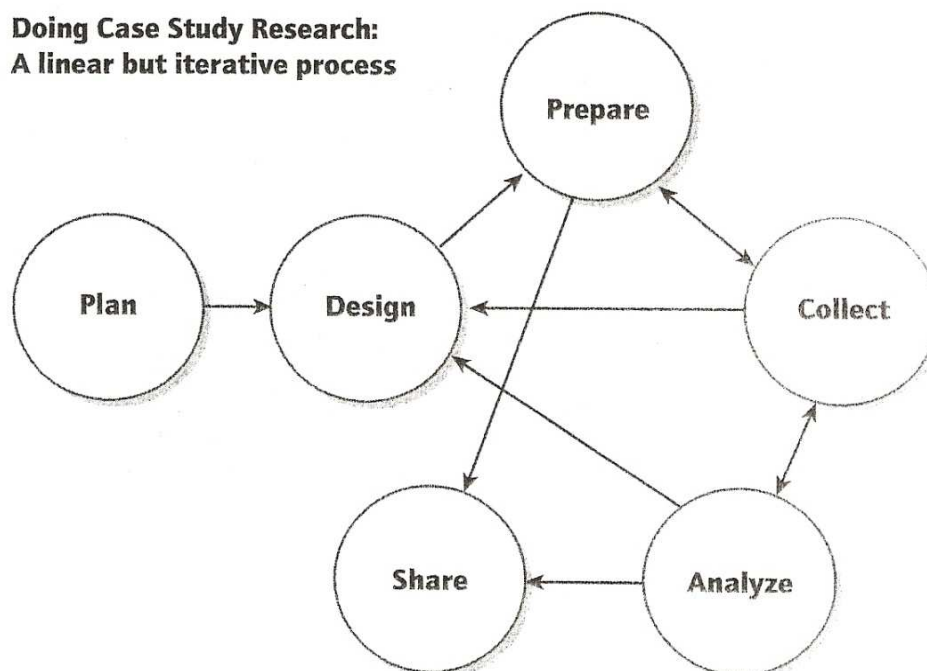 Doing Case Study Research:
A linear but iterative process
Prepare
Plan
Design
Collect
Share
Analyze